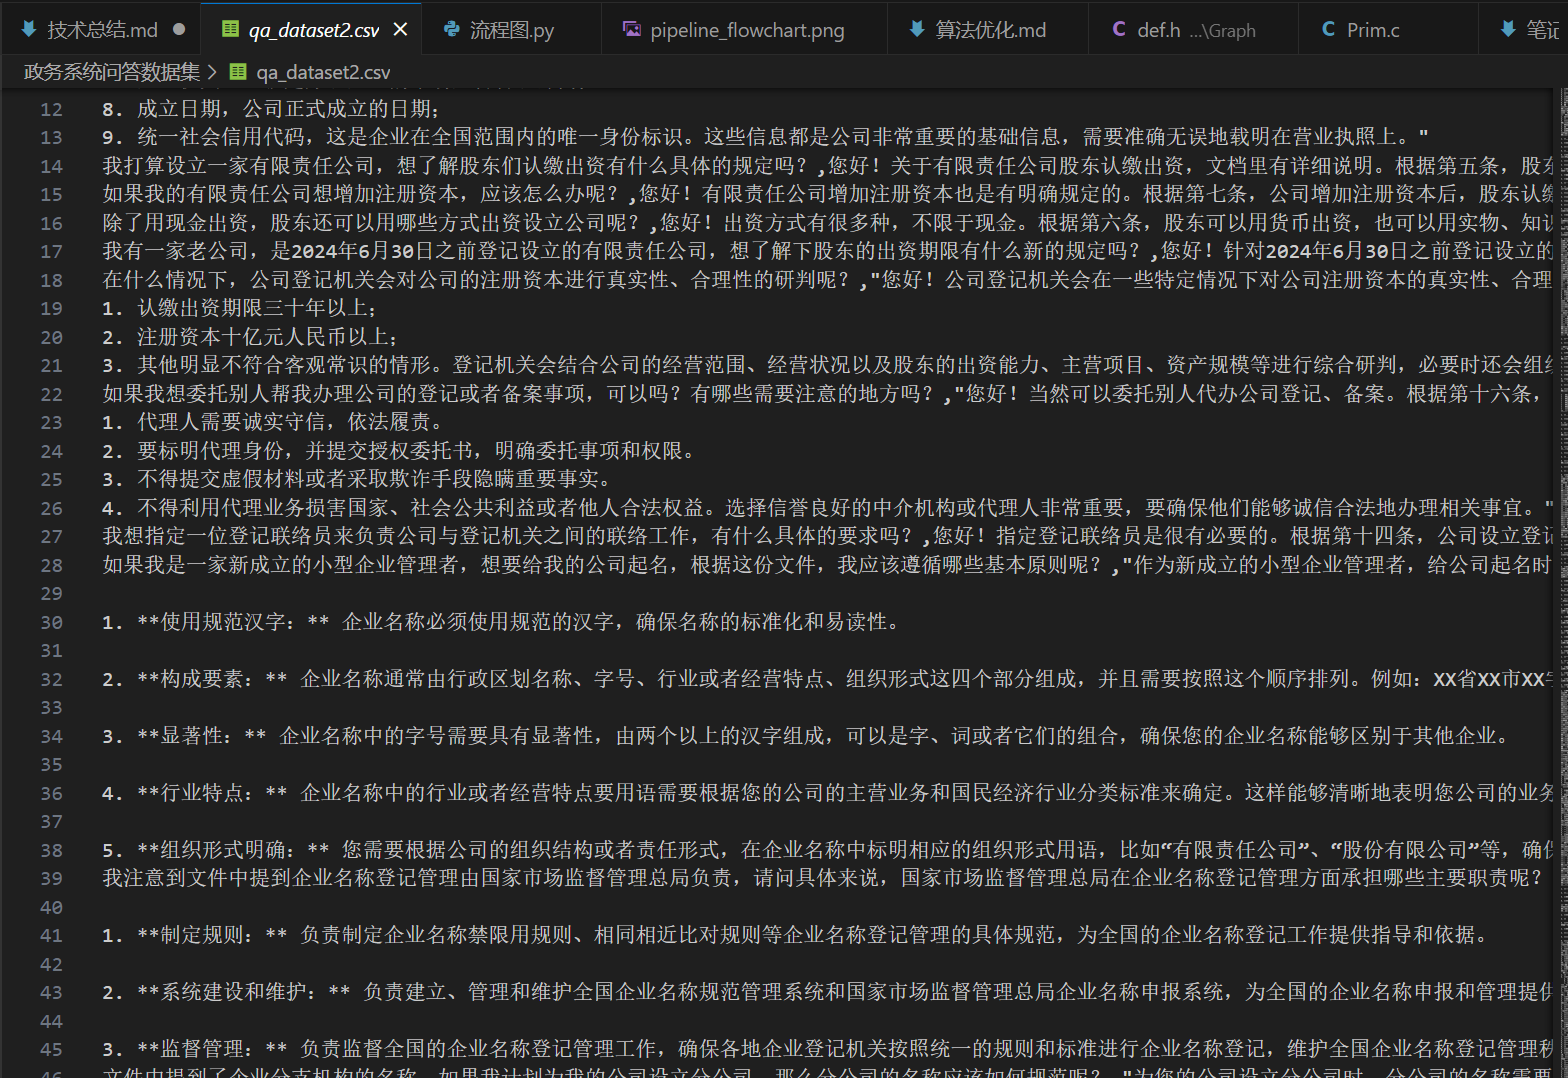 技术总结.md
qa_dataset2.csv
流程图.py
pipeline_flowchart.png
算法优化.md
C def.h ...\Graph
C Prim.c
笔记
政务系统问答数据集 > qa_dataset2.csv
12 8. 成立日期，公司正式成立的日期；
13 9. 统一社会信用代码，这是企业在全国范围内的唯一身份标识。这些信息都是公司非常重要的基础信息，需要准确无误地载明在营业执照上。"
14 我打算设立一家有限责任公司，想了解股东们认缴出资有什么具体的规定吗？,您好！关于有限责任公司股东认缴出资，文档里有详细说明。根据第五条，股东
15 如果我的有限责任公司想增加注册资本，应该怎么办呢？,您好！有限责任公司增加注册资本也是有明确规定的。根据第七条，公司增加注册资本后，股东认缴
16 除了用现金出资，股东还可以用哪些方式出资设立公司呢？,您好！出资方式有很多种，不限于现金。根据第六条，股东可以用货币出资，也可以用实物、知识
17 我有一家老公司，是2024年6月30日之前登记设立的有限责任公司，想了解下股东的出资期限有什么新的规定吗？,您好！针对2024年6月30日之前登记设立的
18 在什么情况下，公司登记机关会对公司的注册资本进行真实性、合理性的研判呢？,"您好！公司登记机关会在一些特定情况下对公司注册资本的真实性、合理
19 1. 认缴出资期限三十年以上；
20 2. 注册资本十亿元人民币以上；
21 3. 其他明显不符合客观常识的情形。登记机关会结合公司的经营范围、经营状况以及股东的出资能力、主营项目、资产规模等进行综合研判，必要时还会组织
22 如果我想委托别人帮我办理公司的登记或者备案事项，可以吗？有哪些需要注意的地方吗？,"您好！当然可以委托别人代办公司登记、备案。根据第十六条，
23 1. 代理人需要诚实守信，依法履责。
24 2. 要标明代理身份，并提交授权委托书，明确委托事项和权限。
25 3. 不得提交虚假材料或者采取欺诈手段隐瞒重要事实。
26 4. 不得利用代理业务损害国家、社会公共利益或者他人合法权益。选择信誉良好的中介机构或代理人非常重要，要确保他们能够诚信合法地办理相关事宜。"
27 我想指定一位登记联络员来负责公司与登记机关之间的联络工作，有什么具体的要求吗？,您好！指定登记联络员是很有必要的。根据第十四条，公司设立登记
28 如果我是一家新成立的小型企业管理者，想要给我的公司起名，根据这份文件，我应该遵循哪些基本原则呢？,"作为新成立的小型企业管理者，给公司起名时
29
30 1. **使用规范汉字：** 企业名称必须使用规范的汉字，确保名称的标准化和易读性。
31
32 2. **构成要素：** 企业名称通常由行政区划名称、字号、行业或者经营特点、组织形式这四个部分组成，并且需要按照这个顺序排列。例如：XX省XX市XX字
33
34 3. **显著性：** 企业名称中的字号需要具有显著性，由两个以上的汉字组成，可以是字、词或者它们的组合，确保您的企业名称能够区别于其他企业。
35
36 4. **行业特点：** 企业名称中的行业或者经营特点要用语需要根据您的公司的主营业务和国民经济行业分类标准来确定。这样能够清晰地表明您公司的业务
37
38 5. **组织形式明确：** 您需要根据公司的组织结构或者责任形式，在企业名称中标明相应的组织形式用语，比如“有限责任公司”、“股份有限公司”等，确保
39 我注意到文件中提到企业名称登记管理由国家市场监督管理总局负责，请问具体来说，国家市场监督管理总局在企业名称登记管理方面承担哪些主要职责呢？
40
41 1. **制定规则：** 负责制定企业名称禁限用规则、相同相近比对规则等企业名称登记管理的具体规范，为全国的企业名称登记工作提供指导和依据。
42
43 2. **系统建设和维护：** 负责建立、管理和维护全国企业名称规范管理系统和国家市场监督管理总局企业名称申报系统，为全国的企业名称申报和管理提供
44
45 3. **监督管理：** 负责监督全国的企业名称登记管理工作，确保各地企业登记机关按照统一的规则和标准进行企业名称登记，维护全国企业名称登记管理秩
46 文件中提到了企业分支机构的名称，如果我计划为我的公司设立分公司，那么分公司的名称应该如何规范呢？,"为您的公司设立分公司时，分公司的名称需要